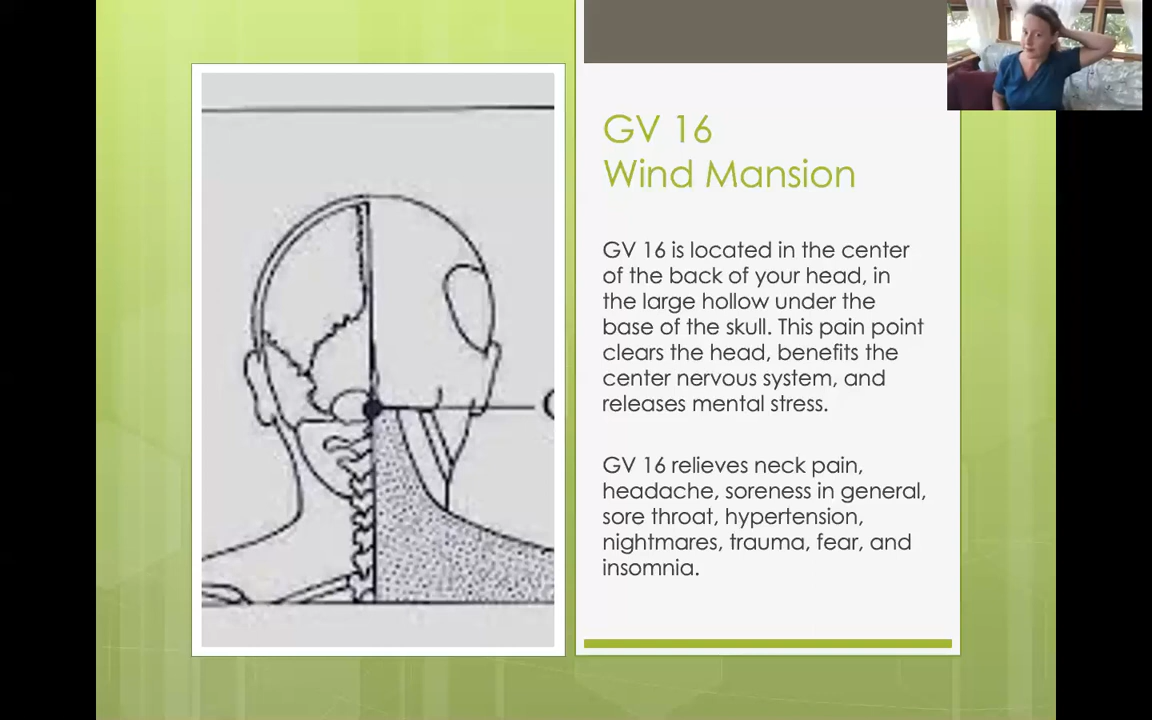 GV 16
Wind Mansion
GV 16 is located in the center
of the back of your head, in
the large hollow under the
base of the skull. This pain point
clears the head, benefits the
center nervous system, and
releases mental stress.
GV 16 relieves neck pain,
headache, soreness in general,
sore throat, hypertension,
nightmares, trauma, fear, and
insomnia.